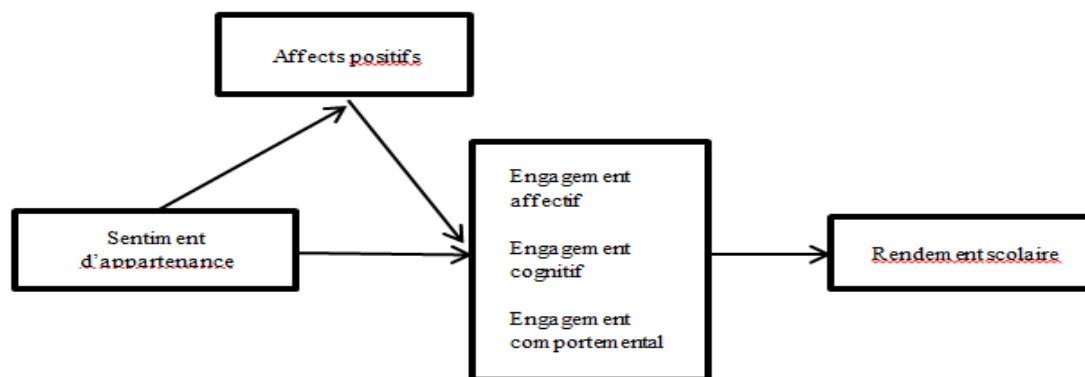 Affects positifs
Sentiment
d'appartenance
Engagement
affectif
Engagement
cognitif
Engagement
comportemental
Rendement scolaire